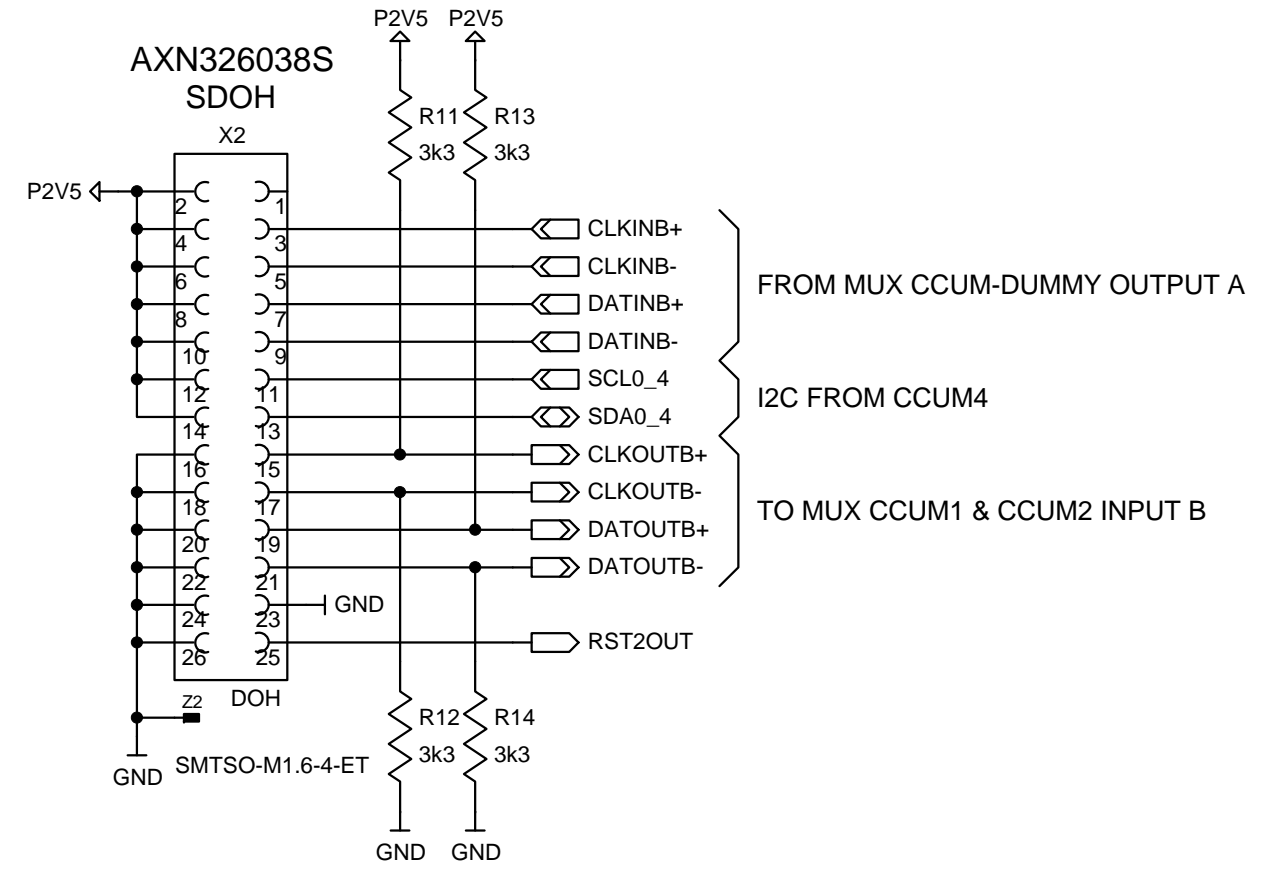 P2V5 P2V5
AXN326038S
SDOH
X2
R11 R13
3k3 3k3
P2V5
2 1
4 3 CLKINB+
6 5 CLKINB-
8 7 DATINB+
10 9 DATINB-
12 11 SCL0_4
14 13 SDA0_4
16 15 CLKOUTB+
18 17 CLKOUTB-
20 19 DATOUTB+
22 21 DATOUTB-
24 23 GND
26 25 RST2OUT
FROM MUX CCUM-DUMMY OUTPUT A
I2C FROM CCUM4
TO MUX CCUM1 & CCUM2 INPUT B
Z2 DOH
R12 R14
3k3 3k3
GND SMTSO-M1.6-4-ET
GND GND